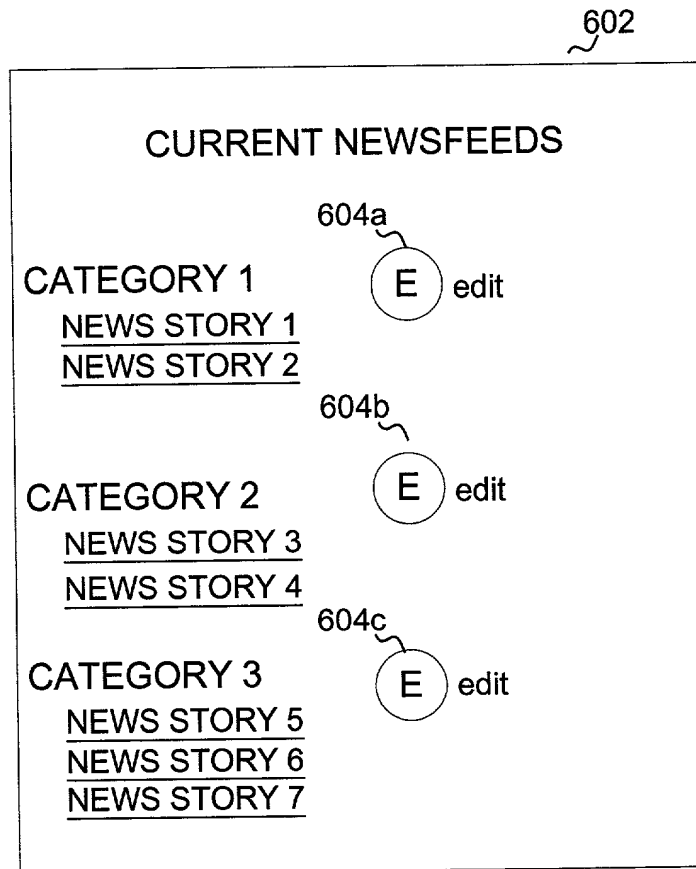 602
CURRENT NEWSFEEDS
604a
CATEGORY 1 E edit
NEWS STORY 1
NEWS STORY 2
604b
CATEGORY 2 E edit
NEWS STORY 3
NEWS STORY 4
604c
CATEGORY 3 E edit
NEWS STORY 5
NEWS STORY 6
NEWS STORY 7